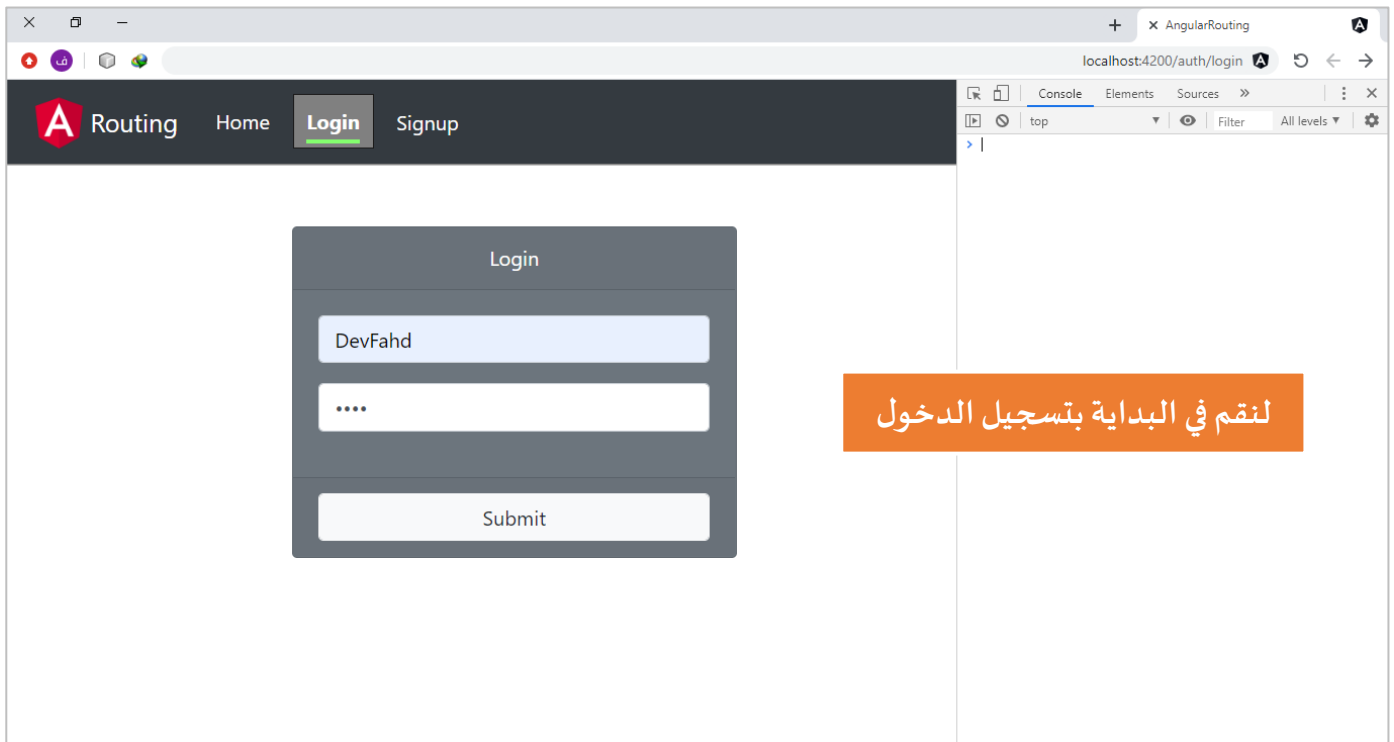 AngularRouting
localhost:4200/auth/login
ف
Routing Home Login Signup
Console Elements Sources »
top Filter All levels
Login
DevFahd
••••
Submit
لنقم في البداية بتسجيل الدخول